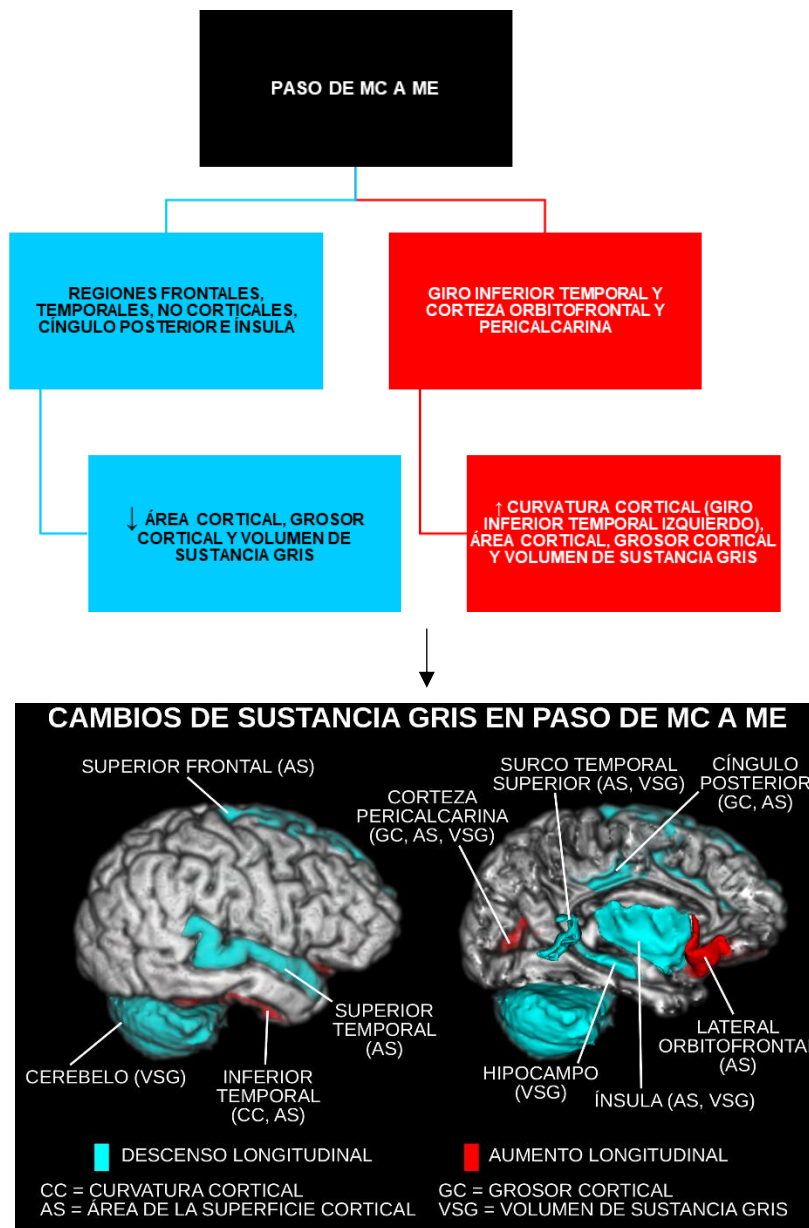 PASO DE MC A ME
REGIONES FRONTALES,
TEMPORALES, NO CORTICALES,
CÍNGULO POSTERIOR E ÍNSULA
GIRO INFERIOR TEMPORAL Y
CORTEZA ORBITOFRONTAL Y
PERICALCARINA
↓ ÁREA CORTICAL, GROSOR
CORTICAL Y VOLUMEN DE
SUSTANCIA GRIS
↑ CURVATURA CORTICAL (GIRO
INFERIOR TEMPORAL IZQUIERDO),
ÁREA CORTICAL, GROSOR CORTICAL
Y VOLUMEN DE SUSTANCIA GRIS
CAMBIOS DE SUSTANCIA GRIS EN PASO DE MC A ME
SUPERIOR FRONTAL (AS)
CORTEZA
PERICALCARINA
(GC, AS, VSG)
SURCO TEMPORAL
SUPERIOR (AS, VSG)
CÍNGULO
POSTERIOR
(GC, AS)
CEREBELO (VSG)
INFERIOR
TEMPORAL
(CC, AS)
SUPERIOR
TEMPORAL
(AS)
HIPOCAMPO
(VSG)
ÍNSULA (AS, VSG)
LATERAL
ORBITOFRONTAL
(AS)
DESCENSO LONGITUDINAL
AUMENTO LONGITUDINAL
CC = CURVATURA CORTICAL
AS = ÁREA DE LA SUPERFICIE CORTICAL
GC = GROSOR CORTICAL
VSG = VOLUMEN DE SUSTANCIA GRIS